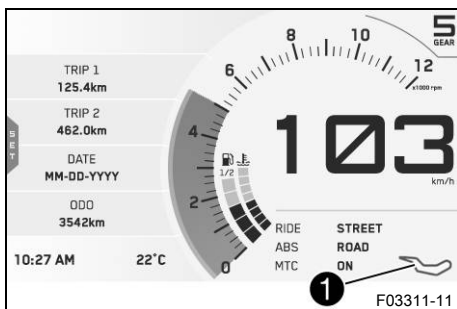 5
GEAR
8 10
6 12
x1000 rpm
TRIP 1
125.4km
TRIP 2
462.0km
SET
DATE
MM-DD-YYYY
ODO
3542km
4
1/2
2
0
103
km/h
RIDE STREET
ABS ROAD
MTC ON
10:27 AM 22°C
1
F03311-11